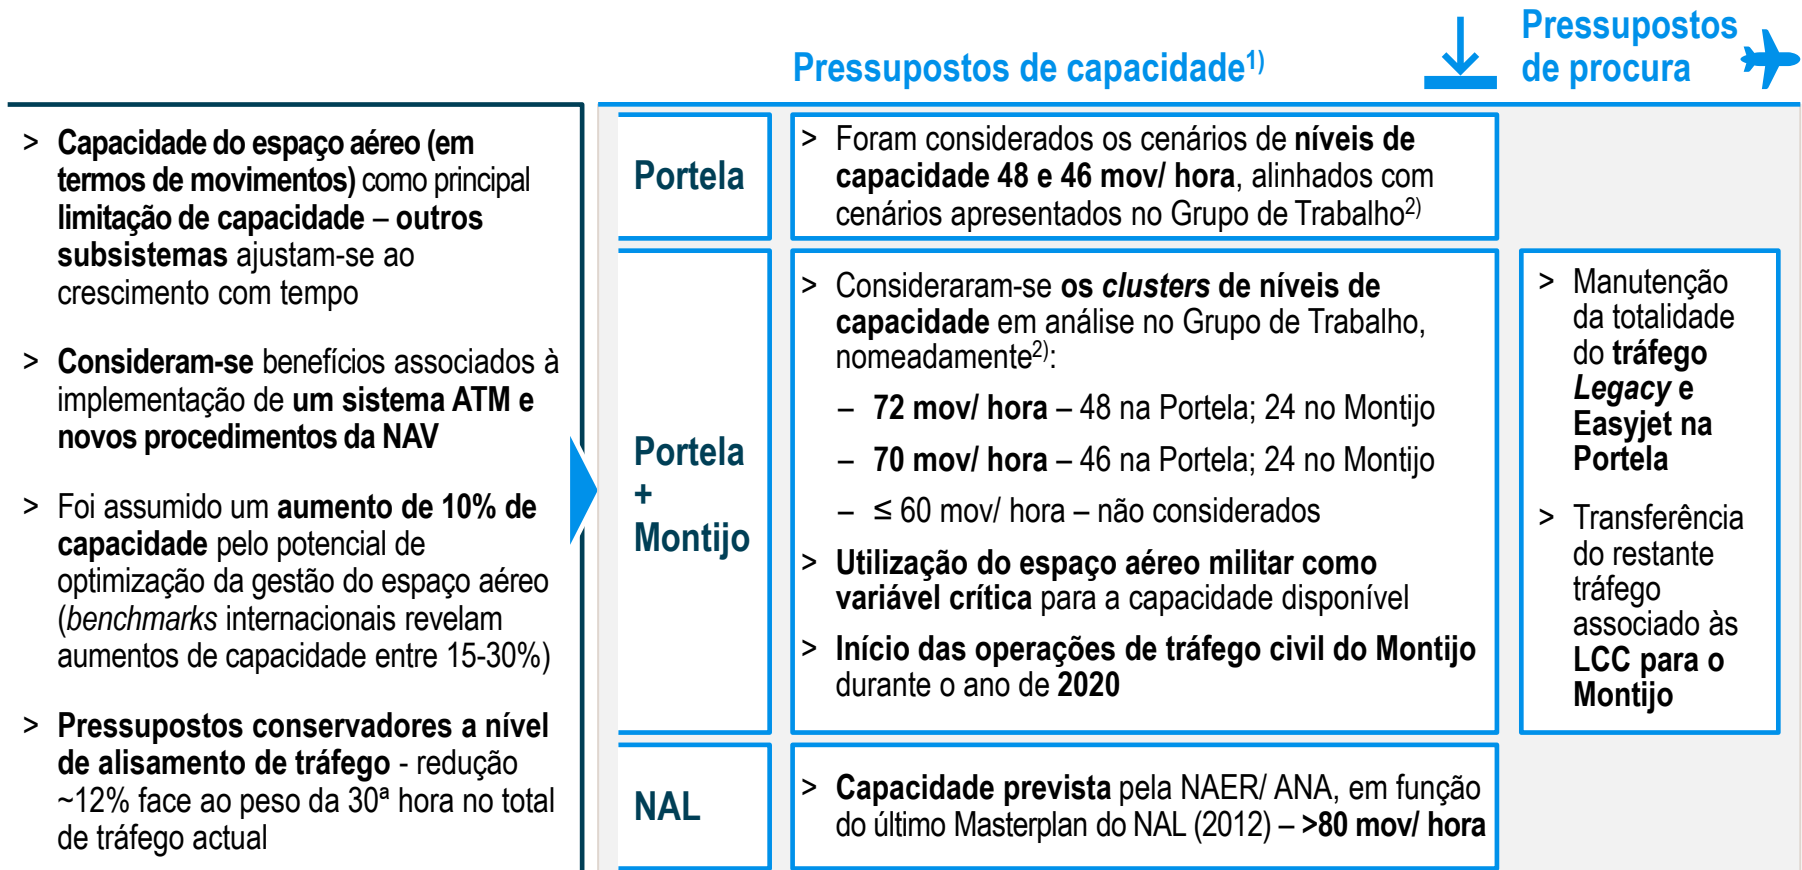 Pressupostos de capacidade1)
Pressupostos
de procura
> Capacidade do espaço aéreo (em
termos de movimentos) como principal
limitação de capacidade – outros
subsistemas ajustam-se ao
crescimento com tempo
> Consideram-se benefícios associados à
implementação de um sistema ATM e
novos procedimentos da NAV
> Foi assumido um aumento de 10% de
capacidade pelo potencial de
optimização da gestão do espaço aéreo
(benchmarks internacionais revelam
aumentos de capacidade entre 15-30%)
> Pressupostos conservadores a nível
de alisamento de tráfego - redução
~12% face ao peso da 30ª hora no total
de tráfego actual
Portela
> Foram considerados os cenários de níveis de
capacidade 48 e 46 mov/ hora, alinhados com
cenários apresentados no Grupo de Trabalho2)
Portela
+
Montijo
> Consideraram-se os clusters de níveis de
capacidade em análise no Grupo de Trabalho,
nomeadamente2):
– 72 mov/ hora – 48 na Portela; 24 no Montijo
– 70 mov/ hora – 46 na Portela; 24 no Montijo
– ≤ 60 mov/ hora – não considerados
> Utilização do espaço aéreo militar como
variável crítica para a capacidade disponível
> Início das operações de tráfego civil do Montijo
durante o ano de 2020
> Manutenção
da totalidade
do tráfego
Legacy e
Easyjet na
Portela
> Transferência
do restante
tráfego
associado às
LCC para o
Montijo
NAL
> Capacidade prevista pela NAER/ ANA, em função
do último Masterplan do NAL (2012) – >80 mov/ hora